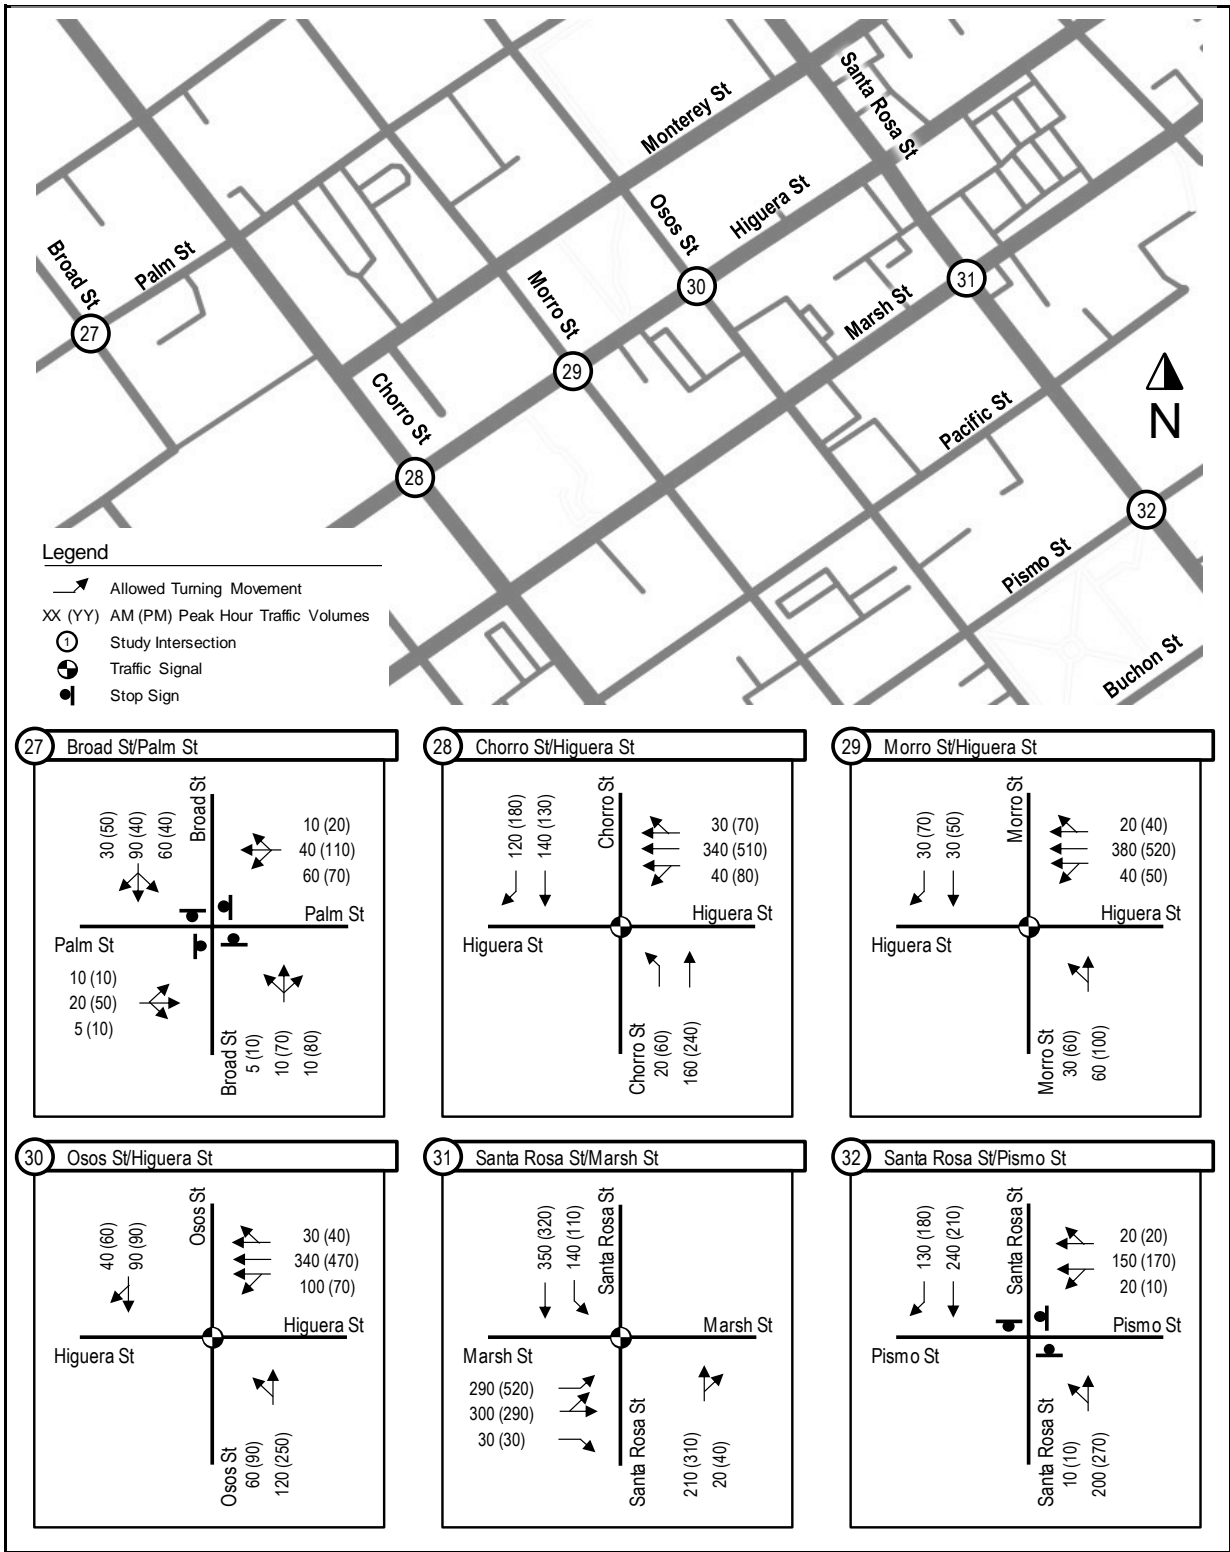 Monterey St
Santa Rosa St
Osos St
Higuera St
Broad St
Palm St
Morro St
Marsh St
Chorro St
Pacific St
Pismo St
Buchon St
27
28
29
30
31
32
N
Legend
Allowed Turning Movement
XX (YY) AM (PM) Peak Hour Traffic Volumes
1 Study Intersection
Traffic Signal
Stop Sign
27 Broad St/Palm St
30 (50)
90 (40)
60 (40)
Broad St
10 (20)
40 (110)
60 (70)
Palm St
Palm St
10 (10)
20 (50)
5 (10)
Broad St
5 (10)
10 (70)
10 (80)
28 Chorro St/Higuera St
120 (180)
140 (130)
Chorro St
30 (70)
340 (510)
40 (80)
Higuera St
Higuera St
Chorro St
20 (60)
160 (240)
29 Morro St/Higuera St
30 (70)
30 (50)
Morro St
20 (40)
380 (520)
40 (50)
Higuera St
Higuera St
Morro St
30 (60)
60 (100)
30 Osos St/Higuera St
40 (60)
90 (90)
Osos St
30 (40)
340 (470)
100 (70)
Higuera St
Higuera St
Osos St
60 (90)
120 (250)
31 Santa Rosa St/Marsh St
350 (320)
140 (110)
Santa Rosa St
Marsh St
Marsh St
290 (520)
300 (290)
30 (30)
Santa Rosa St
210 (310)
20 (40)
32 Santa Rosa St/Pismo St
130 (180)
240 (210)
Santa Rosa St
20 (20)
150 (170)
20 (10)
Pismo St
Pismo St
Santa Rosa St
10 (10)
200 (270)